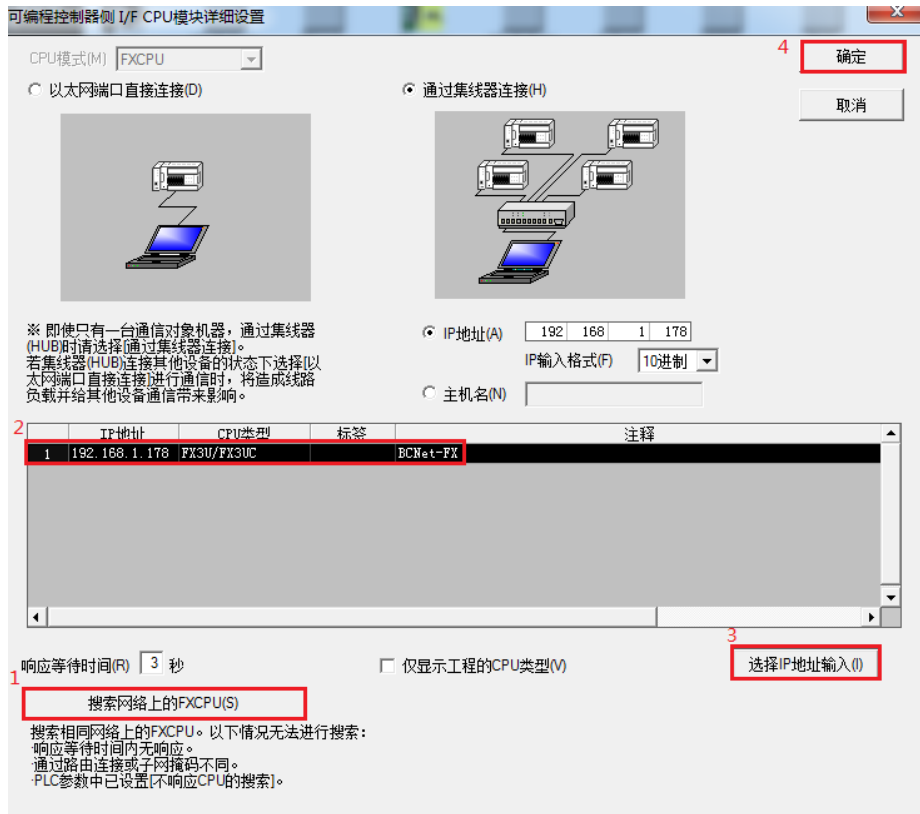 可编程控制器侧 I/F CPU模块详细设置
CPU模式(M) FXCPU
4
确定
以太网端口直接连接(D)
通过集线器连接(H)
取消
※ 即使只有一台通信对象机器，通过集线器
(HUB)时请选择[通过集线器连接]。
若集线器(HUB)连接其他设备的状态下选择[以
太网端口直接连接]进行通信时，将造成线路
负载并给其他设备通信带来影响。
IP地址(A) 192 168 1 178
IP输入格式(F) 10进制
主机名(N)
2
IP地址 CPU类型 标签 注释
1 192.168.1.178 FX3U/FX3UC BCNet-FX
3
响应等待时间(R) 3 秒
仅显示工程的CPU类型(V)
选择IP地址输入(I)
1
搜索网络上的FXCPU(S)
搜索相同网络上的FXCPU。以下情况无法进行搜索：
·响应等待时间内无响应。
·通过路由连接或子网掩码不同。
·PLC参数中已设置[不响应CPU的搜索]。